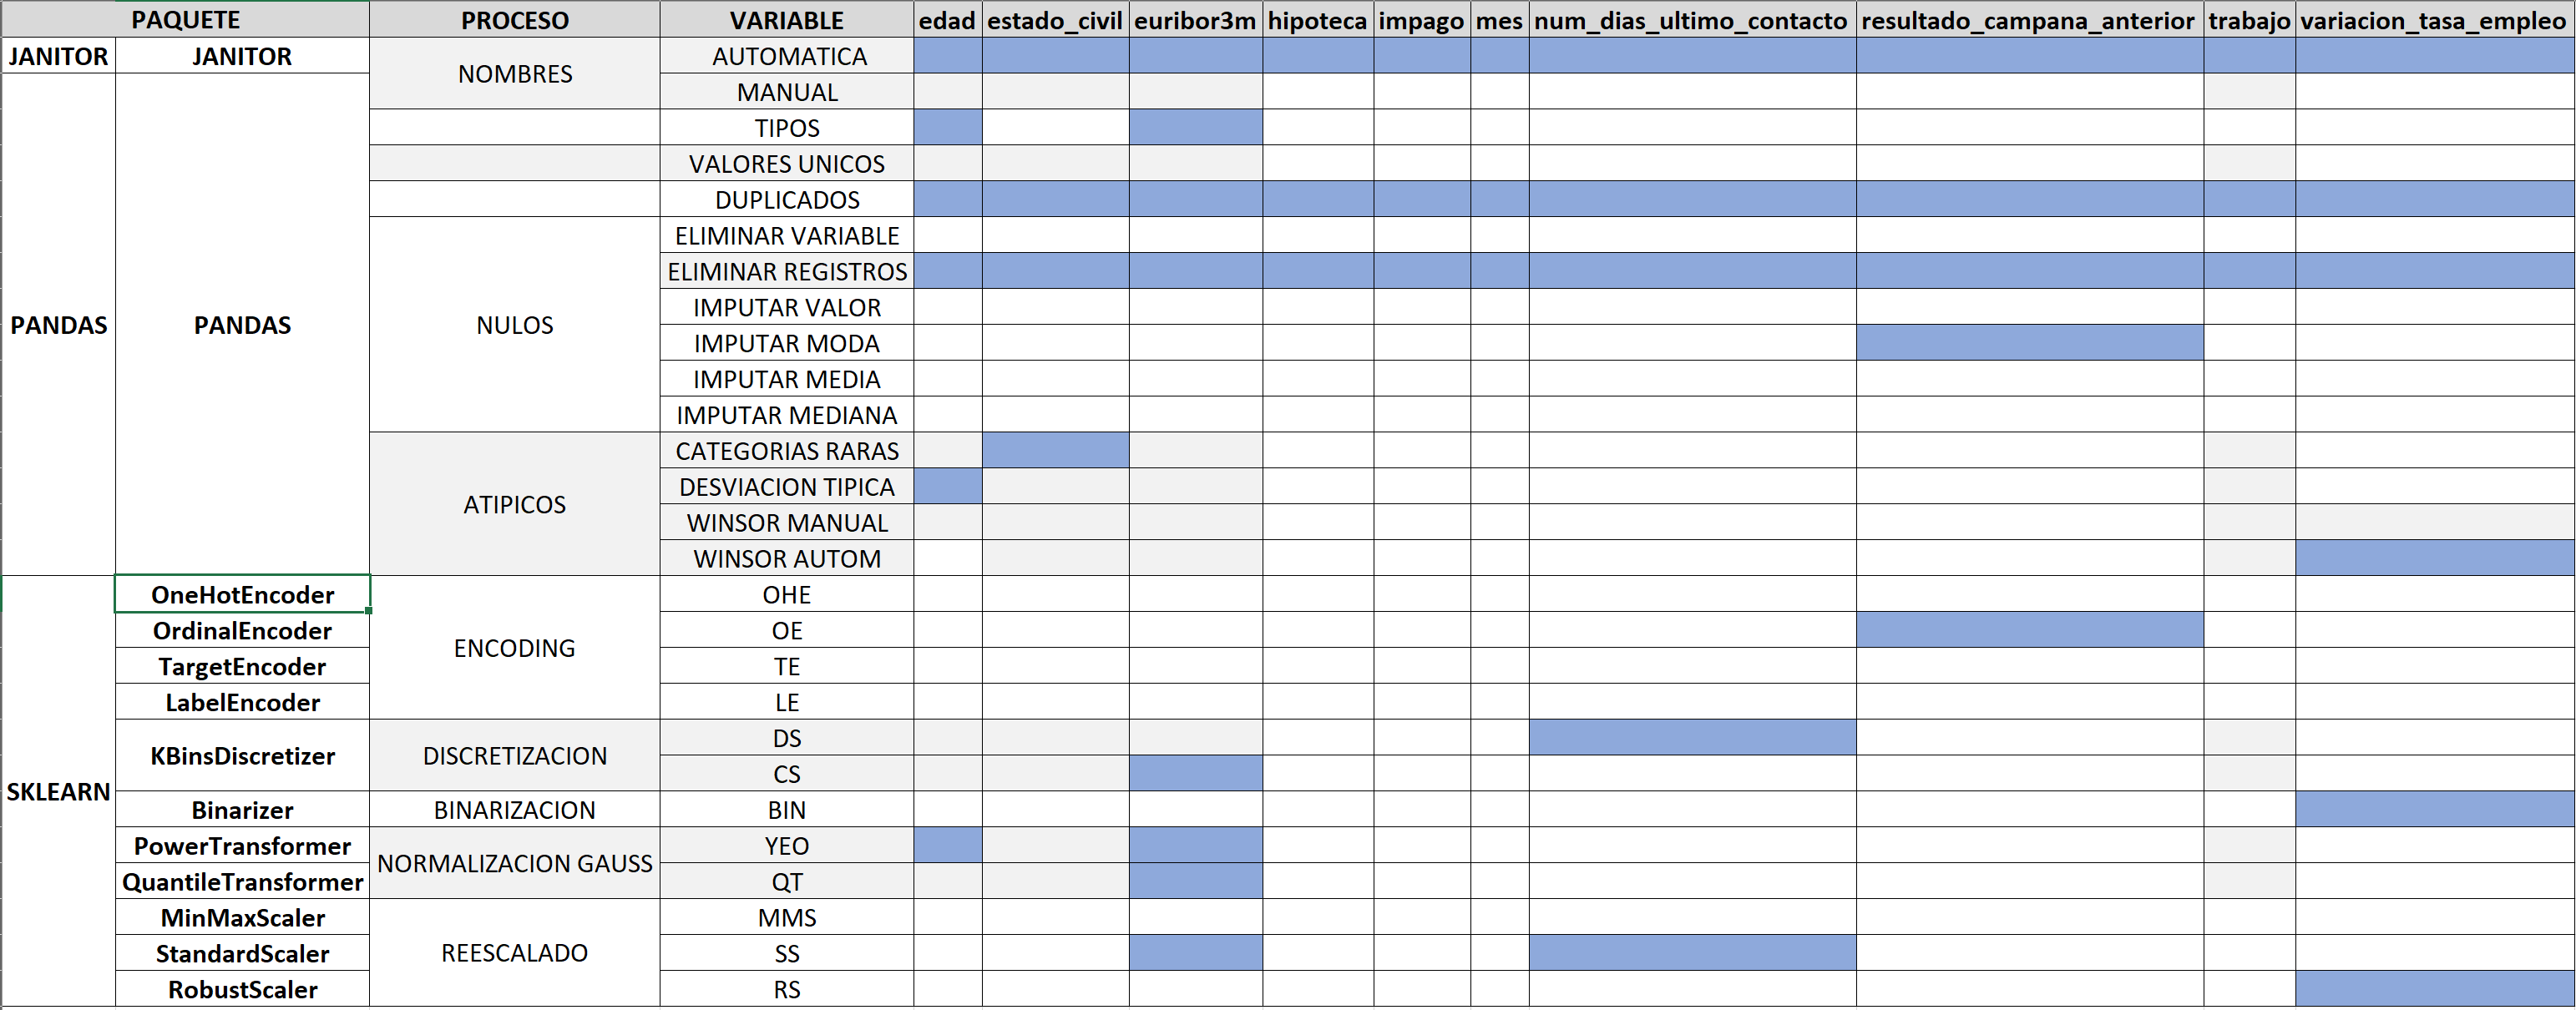 PAQUETE PROCESO VARIABLE edad estado_civil euribor3m hipoteca impago mes num_dias_ultimo_contacto resultado_campana_anterior trabajo variacion_tasa_empleo
JANITOR JANITOR NOMBRES AUTOMATICA
MANUAL
TIPOS
VALORES UNICOS
DUPLICADOS
PANDAS PANDAS NULOS ELIMINAR VARIABLE
ELIMINAR REGISTROS
IMPUTAR VALOR
IMPUTAR MODA
IMPUTAR MEDIA
IMPUTAR MEDIANA
ATIPICOS CATEGORIAS RARAS
DESVIACION TIPICA
WINSOR MANUAL
WINSOR AUTOM
SKLEARN OneHotEncoder ENCODING OHE
OrdinalEncoder OE
TargetEncoder TE
LabelEncoder LE
KBinsDiscretizer DISCRETIZACION DS
CS
Binarizer BINARIZACION BIN
PowerTransformer NORMALIZACION GAUSS YEO
QuantileTransformer QT
MinMaxScaler REESCALADO MMS
StandardScaler SS
RobustScaler RS